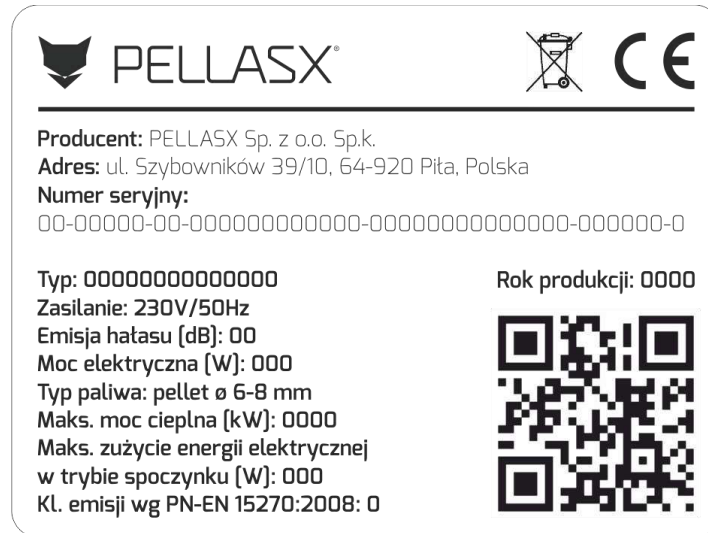 PELLASX®
CE
Producent: PELLASX Sp. z o.o. Sp.k.
Adres: ul. Szybowników 39/10, 64-920 Piła, Polska
Numer seryjny:
00-00000-00-000000000000-00000000000000-000000-0
Typ: 00000000000000
Rok produkcji: 0000
Zasilanie: 230V/50Hz
Emisja hałasu (dB): 00
Moc elektryczna (W): 000
Typ paliwa: pellet ø 6-8 mm
Maks. moc cieplna (kW): 0000
Maks. zużycie energii elektrycznej
w trybie spoczynku (W): 000
Kl. emisji wg PN-EN 15270:2008: 0